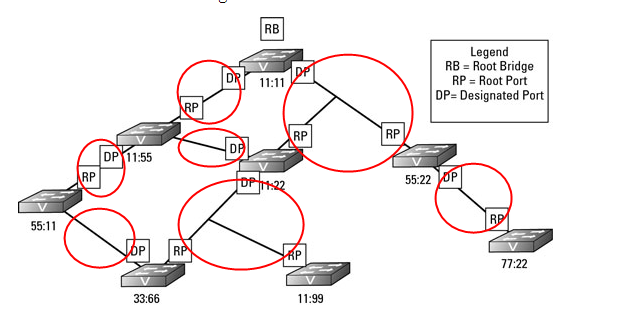 RB
Legend
RB = Root Bridge
RP = Root Port
DP= Designated Port
DP
DP
11:11
RP
RP
RP
DP
11:55
DP
11:22
RP
DP
55:22
DP
55:11
RP
77:22
DP
RP
RP
33:66
11:99